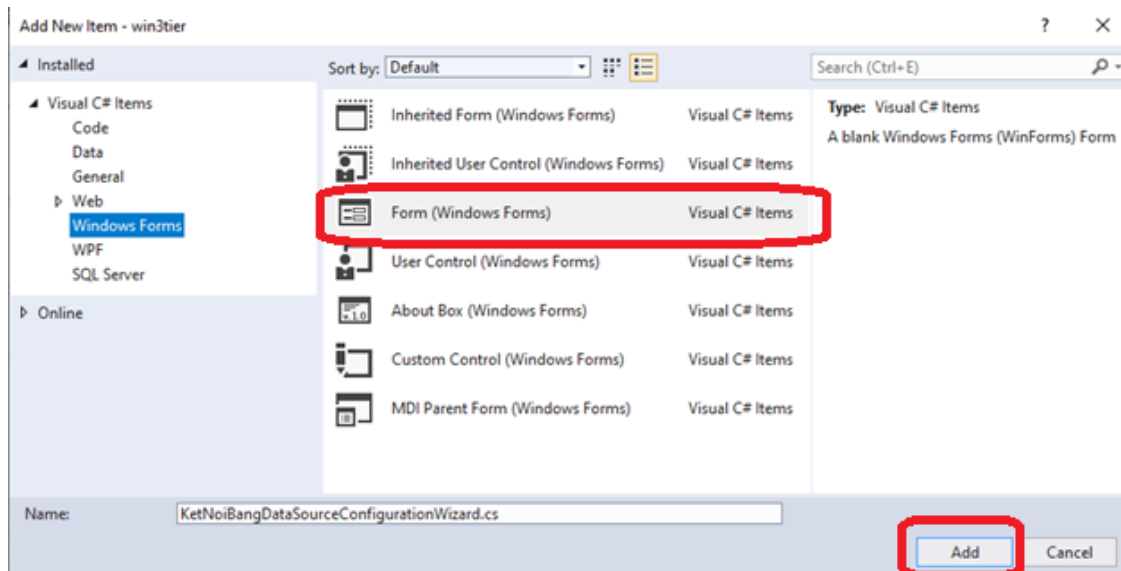 Add New Item - win3tier
?
Installed
Sort by: Default
Search (Ctrl+E)
Visual C# Items
Code
Data
General
Web
Windows Forms
WPF
SQL Server
Online
Inherited Form (Windows Forms) Visual C# Items
Inherited User Control (Windows Forms) Visual C# Items
Form (Windows Forms) Visual C# Items
User Control (Windows Forms) Visual C# Items
About Box (Windows Forms) Visual C# Items
Custom Control (Windows Forms) Visual C# Items
MDI Parent Form (Windows Forms) Visual C# Items
Type: Visual C# Items
A blank Windows Forms (WinForms) Form
Name: KetNoiBangDataSourceConfigurationWizard.cs
Add Cancel